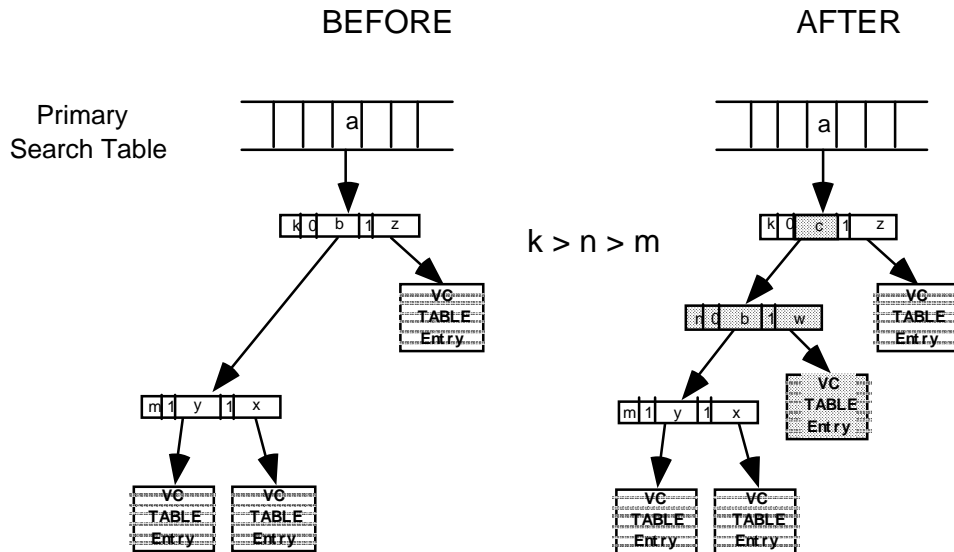 BEFORE
AFTER
Primary
Search Table
a
a
k 0 b 1 z
k > n > m
k 0 c 1 z
VC
TABLE
Entry
n 0 b 1 w
VC
TABLE
Entry
m 1 y 1 x
VC
TABLE
Entry
m 1 y 1 x
VC
TABLE
Entry
VC
TABLE
Entry
VC
TABLE
Entry
VC
TABLE
Entry